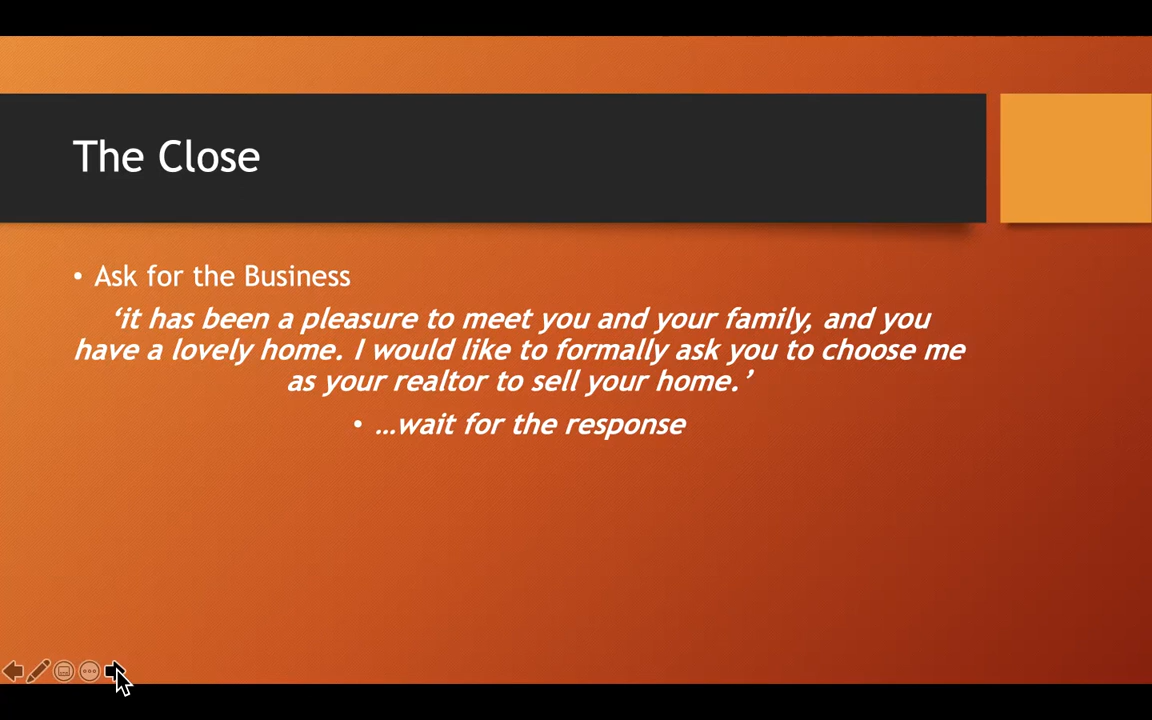 The Close
• Ask for the Business
‘it has been a pleasure to meet you and your family, and you
have a lovely home. I would like to formally ask you to choose me
as your realtor to sell your home.’
• …wait for the response